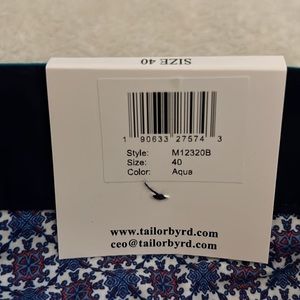 SIZE 40
1 90633 27574 3
Style: M12320B
Size: 40
Color: Aqua
www.tailorbyrd.com
ceo@tailorbyrd.com